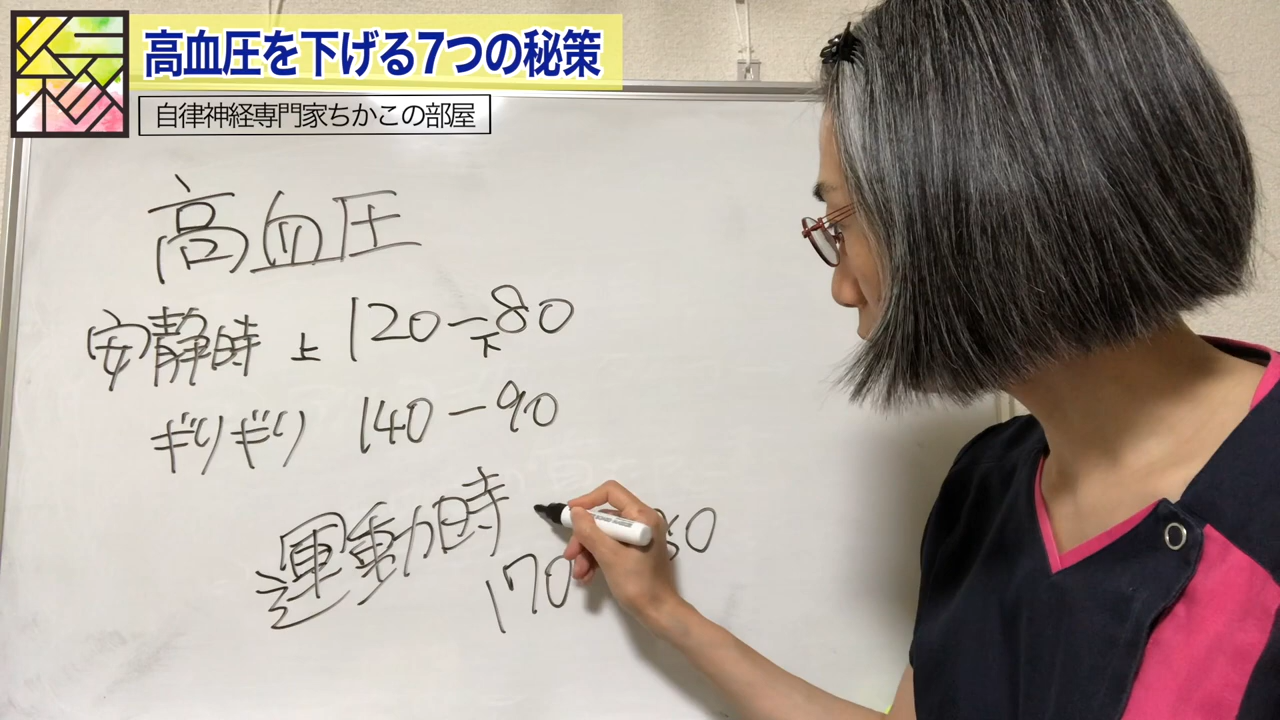 高血圧を下げる7つの秘策
自律神経専門家ちかこの部屋
高血圧
安静時 上 120-80
下
ギリギリ 140-90
運動時
170